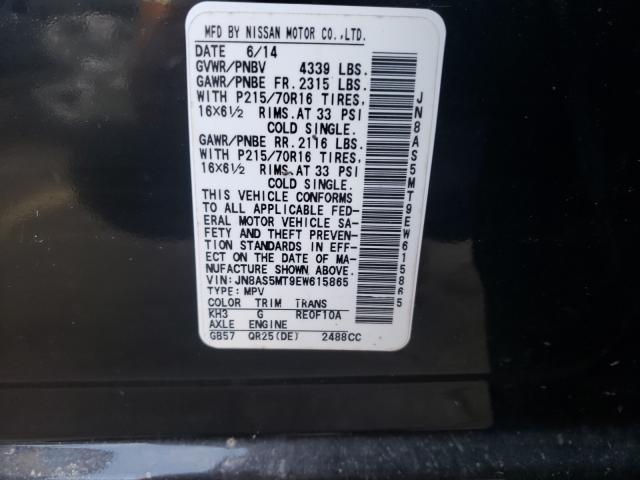 MFD BY NISSAN MOTOR CO.,LTD.
DATE 6/14
GVWR/PNBV 4339 LBS.
GAWR/PNBE FR. 2315 LBS.
WITH P215/70R16 TIRES,
16X6½ RIMS.AT 33 PSI
COLD SINGLE.
GAWR/PNBE RR. 2116 LBS.
WITH P215/70R16 TIRES,
16X6½ RIMS.AT 33 PSI
COLD SINGLE.
THIS VEHICLE CONFORMS
TO ALL APPLICABLE FED-
ERAL MOTOR VEHICLE SA-
FETY AND THEFT PREVEN-
TION STANDARDS IN EFF-
ECT ON THE DATE OF MA-
NUFACTURE SHOWN ABOVE.
VIN:JN8AS5MT9EW615865
TYPE: MPV
COLOR TRIM TRANS
KH3 G RE0F10A
AXLE ENGINE
GB57 QR25(DE) 2488CC
JN8AS5MT9EW615865